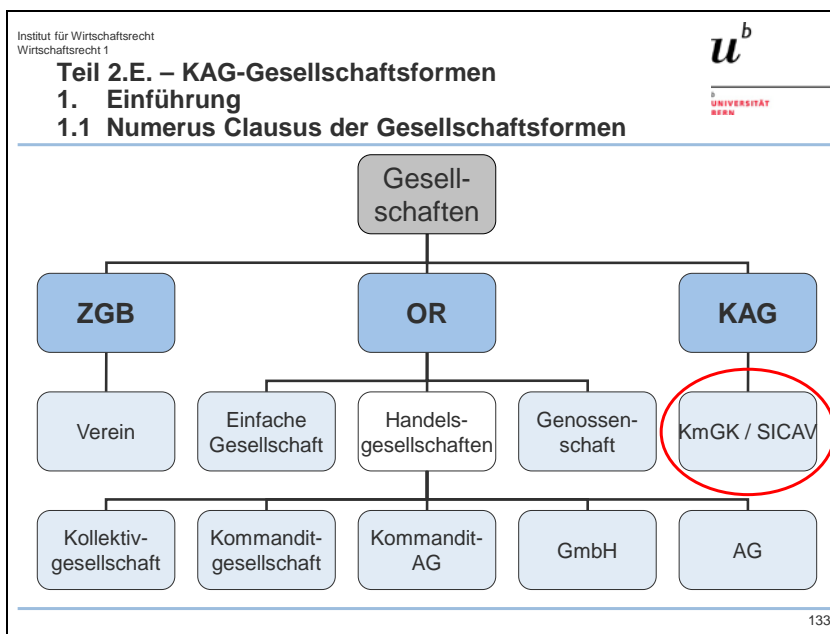 Institut für Wirtschaftsrecht
Wirtschaftsrecht 1
Teil 2.E. – KAG-Gesellschaftsformen
1. Einführung
1.1 Numerus Clausus der Gesellschaftsformen
u^b
b
UNIVERSITÄT
BERN
Gesell-
schaften
ZGB
OR
KAG
Verein
Einfache
Gesellschaft
Handels-
gesellschaften
Genossen-
schaft
KmGK / SICAV
Kollektiv-
gesellschaft
Kommandit-
gesellschaft
Kommandit-
AG
GmbH
AG
133